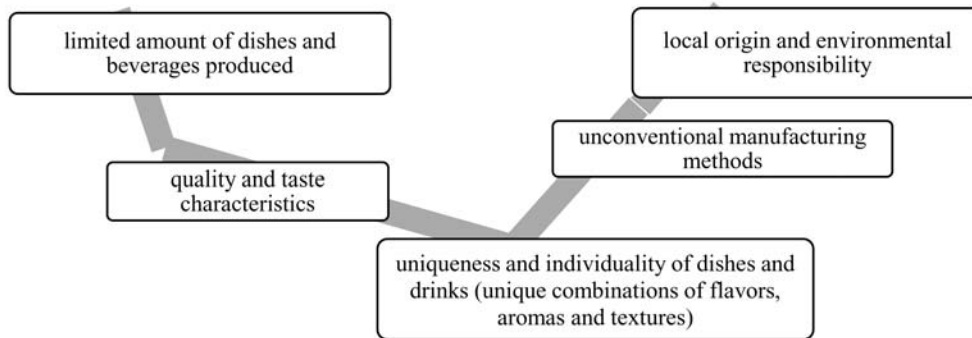 limited amount of dishes and
beverages produced
local origin and environmental
responsibility
unconventional manufacturing
methods
quality and taste
characteristics
uniqueness and individuality of dishes and
drinks (unique combinations of flavors,
aromas and textures)